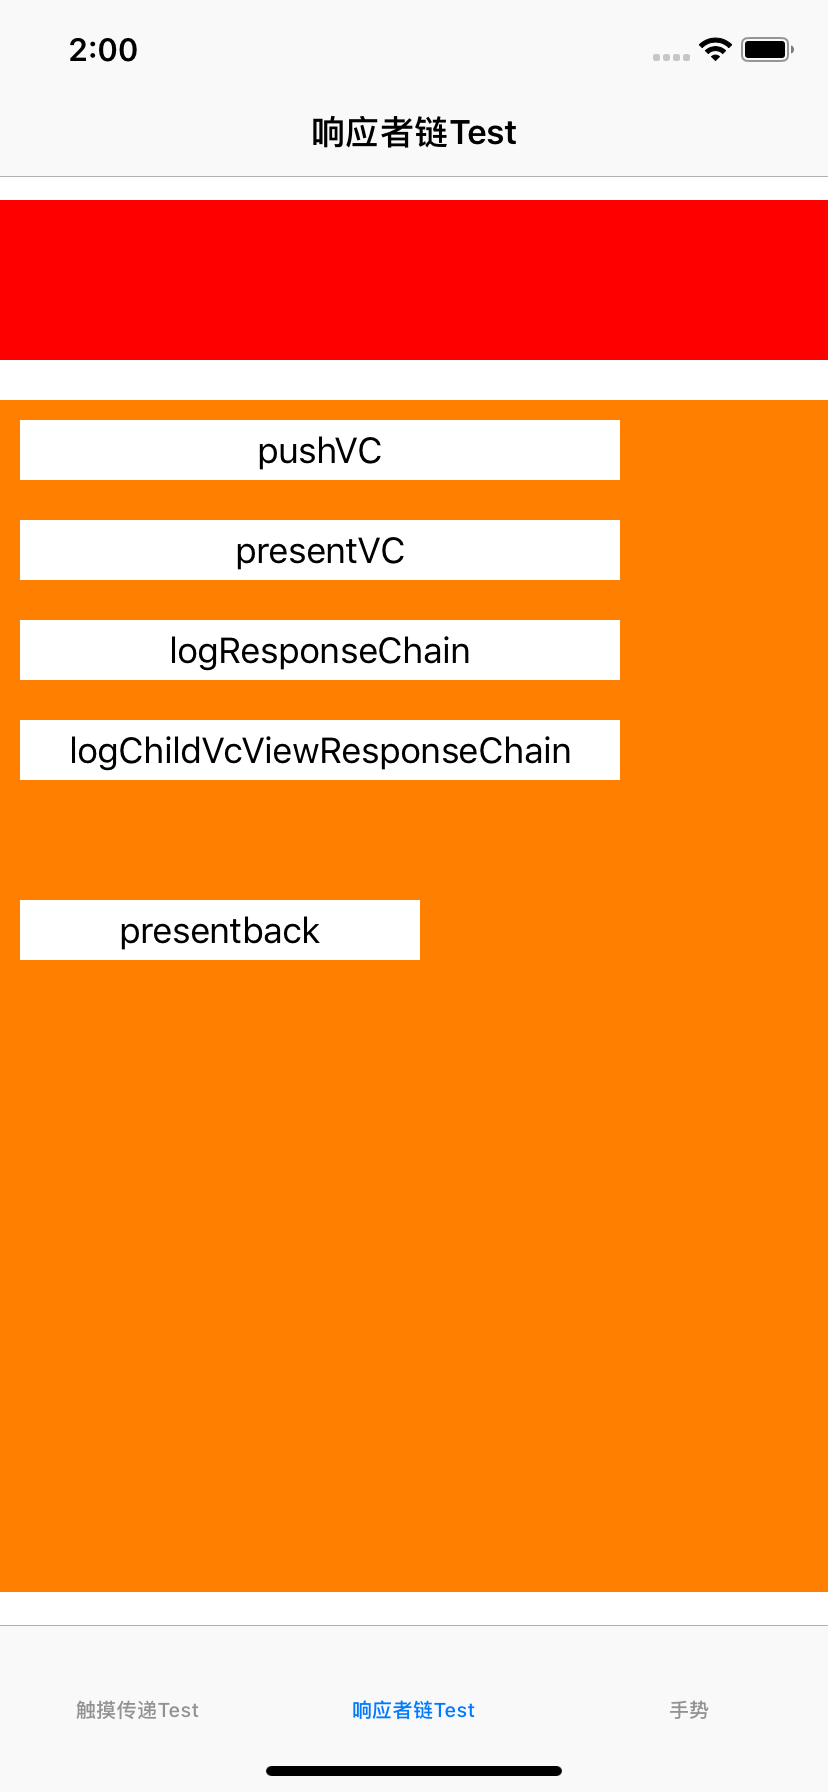 2:00
响应者链Test
pushVC
presentVC
logResponseChain
logChildVcViewResponseChain
presentback
触摸传递Test
响应者链Test
手势